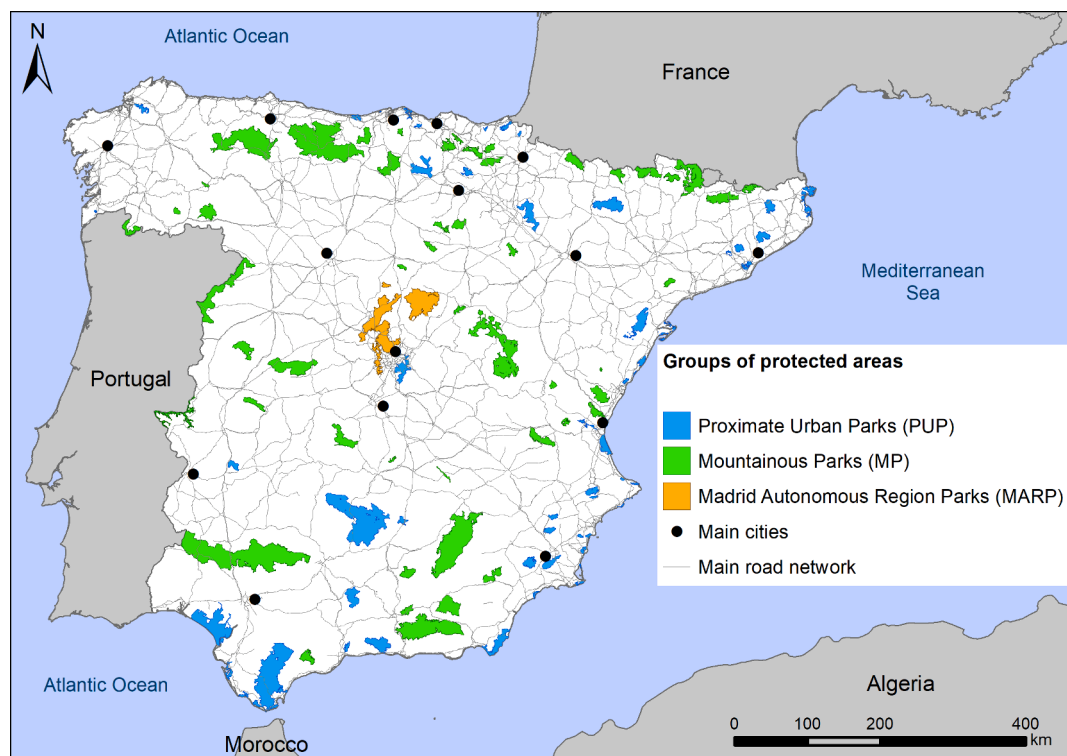 N
Atlantic Ocean
France
Mediterranean
Sea
Portugal
Groups of protected areas
Proximate Urban Parks (PUP)
Mountainous Parks (MP)
Madrid Autonomous Region Parks (MARP)
Main cities
Main road network
Atlantic Ocean
Algeria
Morocco
0 100 200 400
km